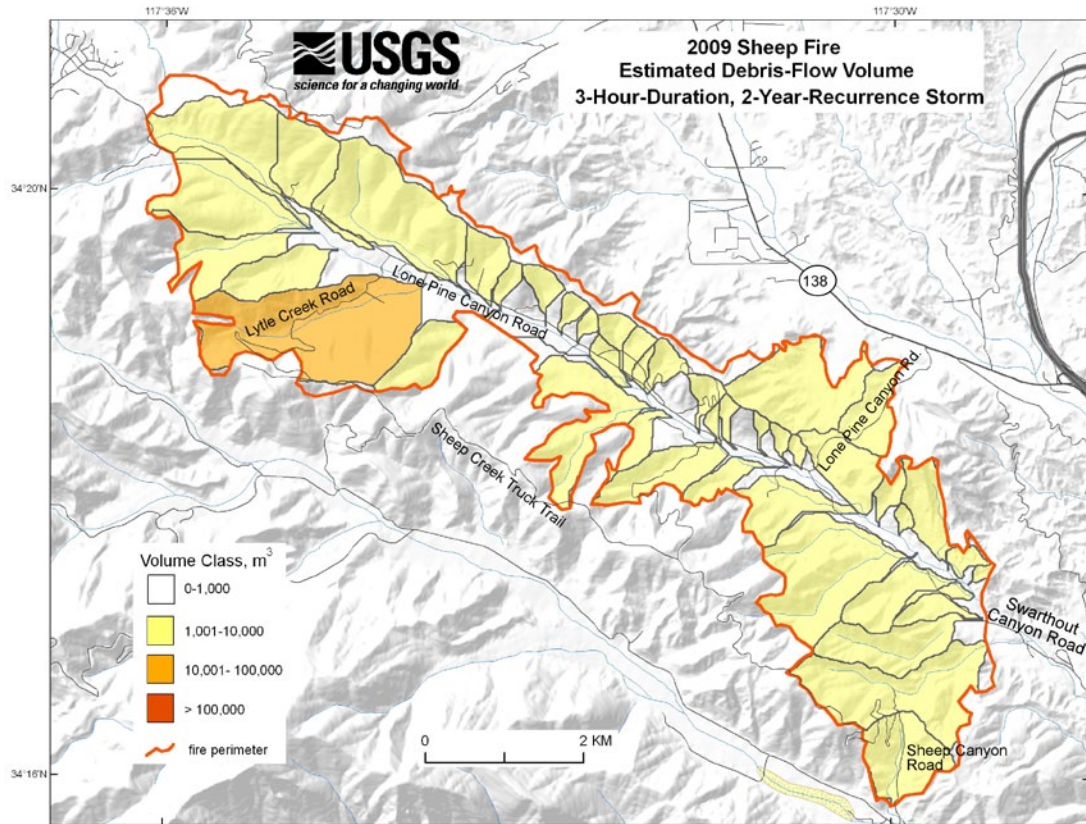 117°36'
117°30'
USGS
science for a changing world
2009 Sheep Fire
Estimated Debris-Flow Volume
3-Hour-Duration, 2-Year-Recurrence Storm
34°20'N
138
Lone Pine Canyon Road
Lytle Creek Road
Lone Pine Canyon Rd.
Sheep Creek Truck Trail
Swarthout
Canyon Road
Sheep Canyon
Road
Volume Class, m³
0-1,000
1,001-10,000
10,001- 100,000
> 100,000
fire perimeter
0
2 KM
34°16'N